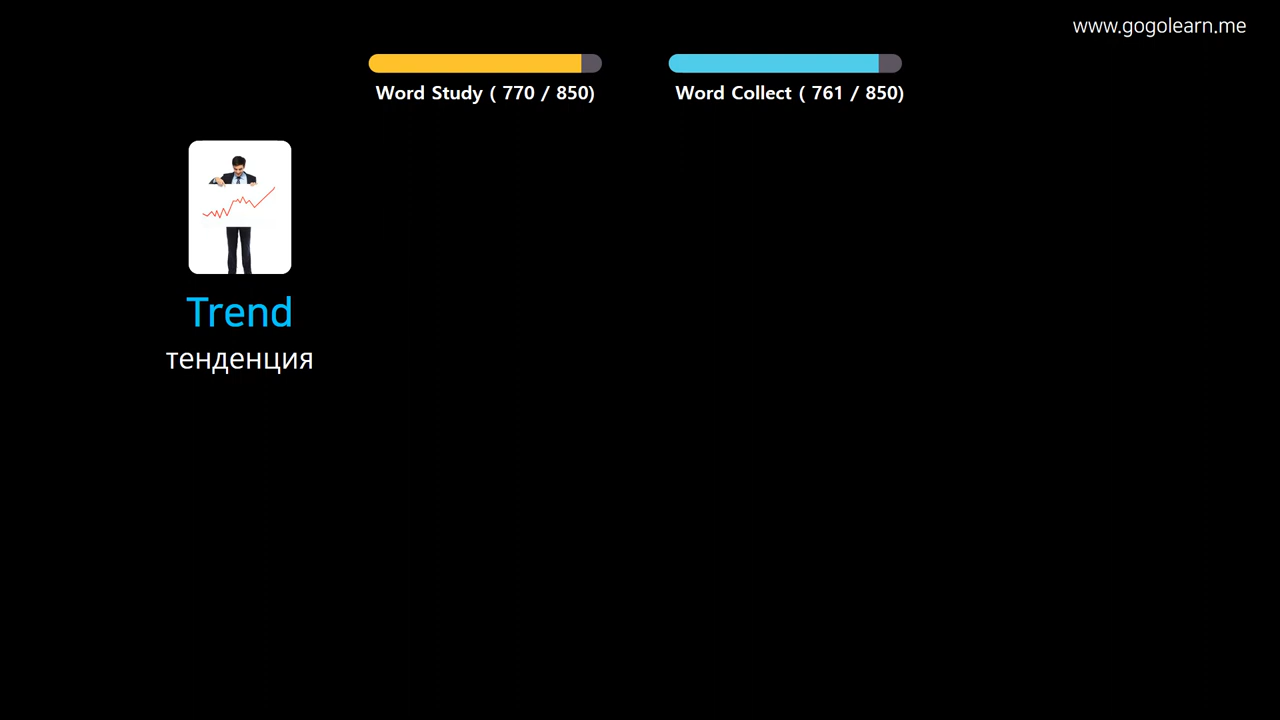 www.gogolearn.me
Word Study ( 770 / 850)
Word Collect ( 761 / 850)
Trend
тенденция